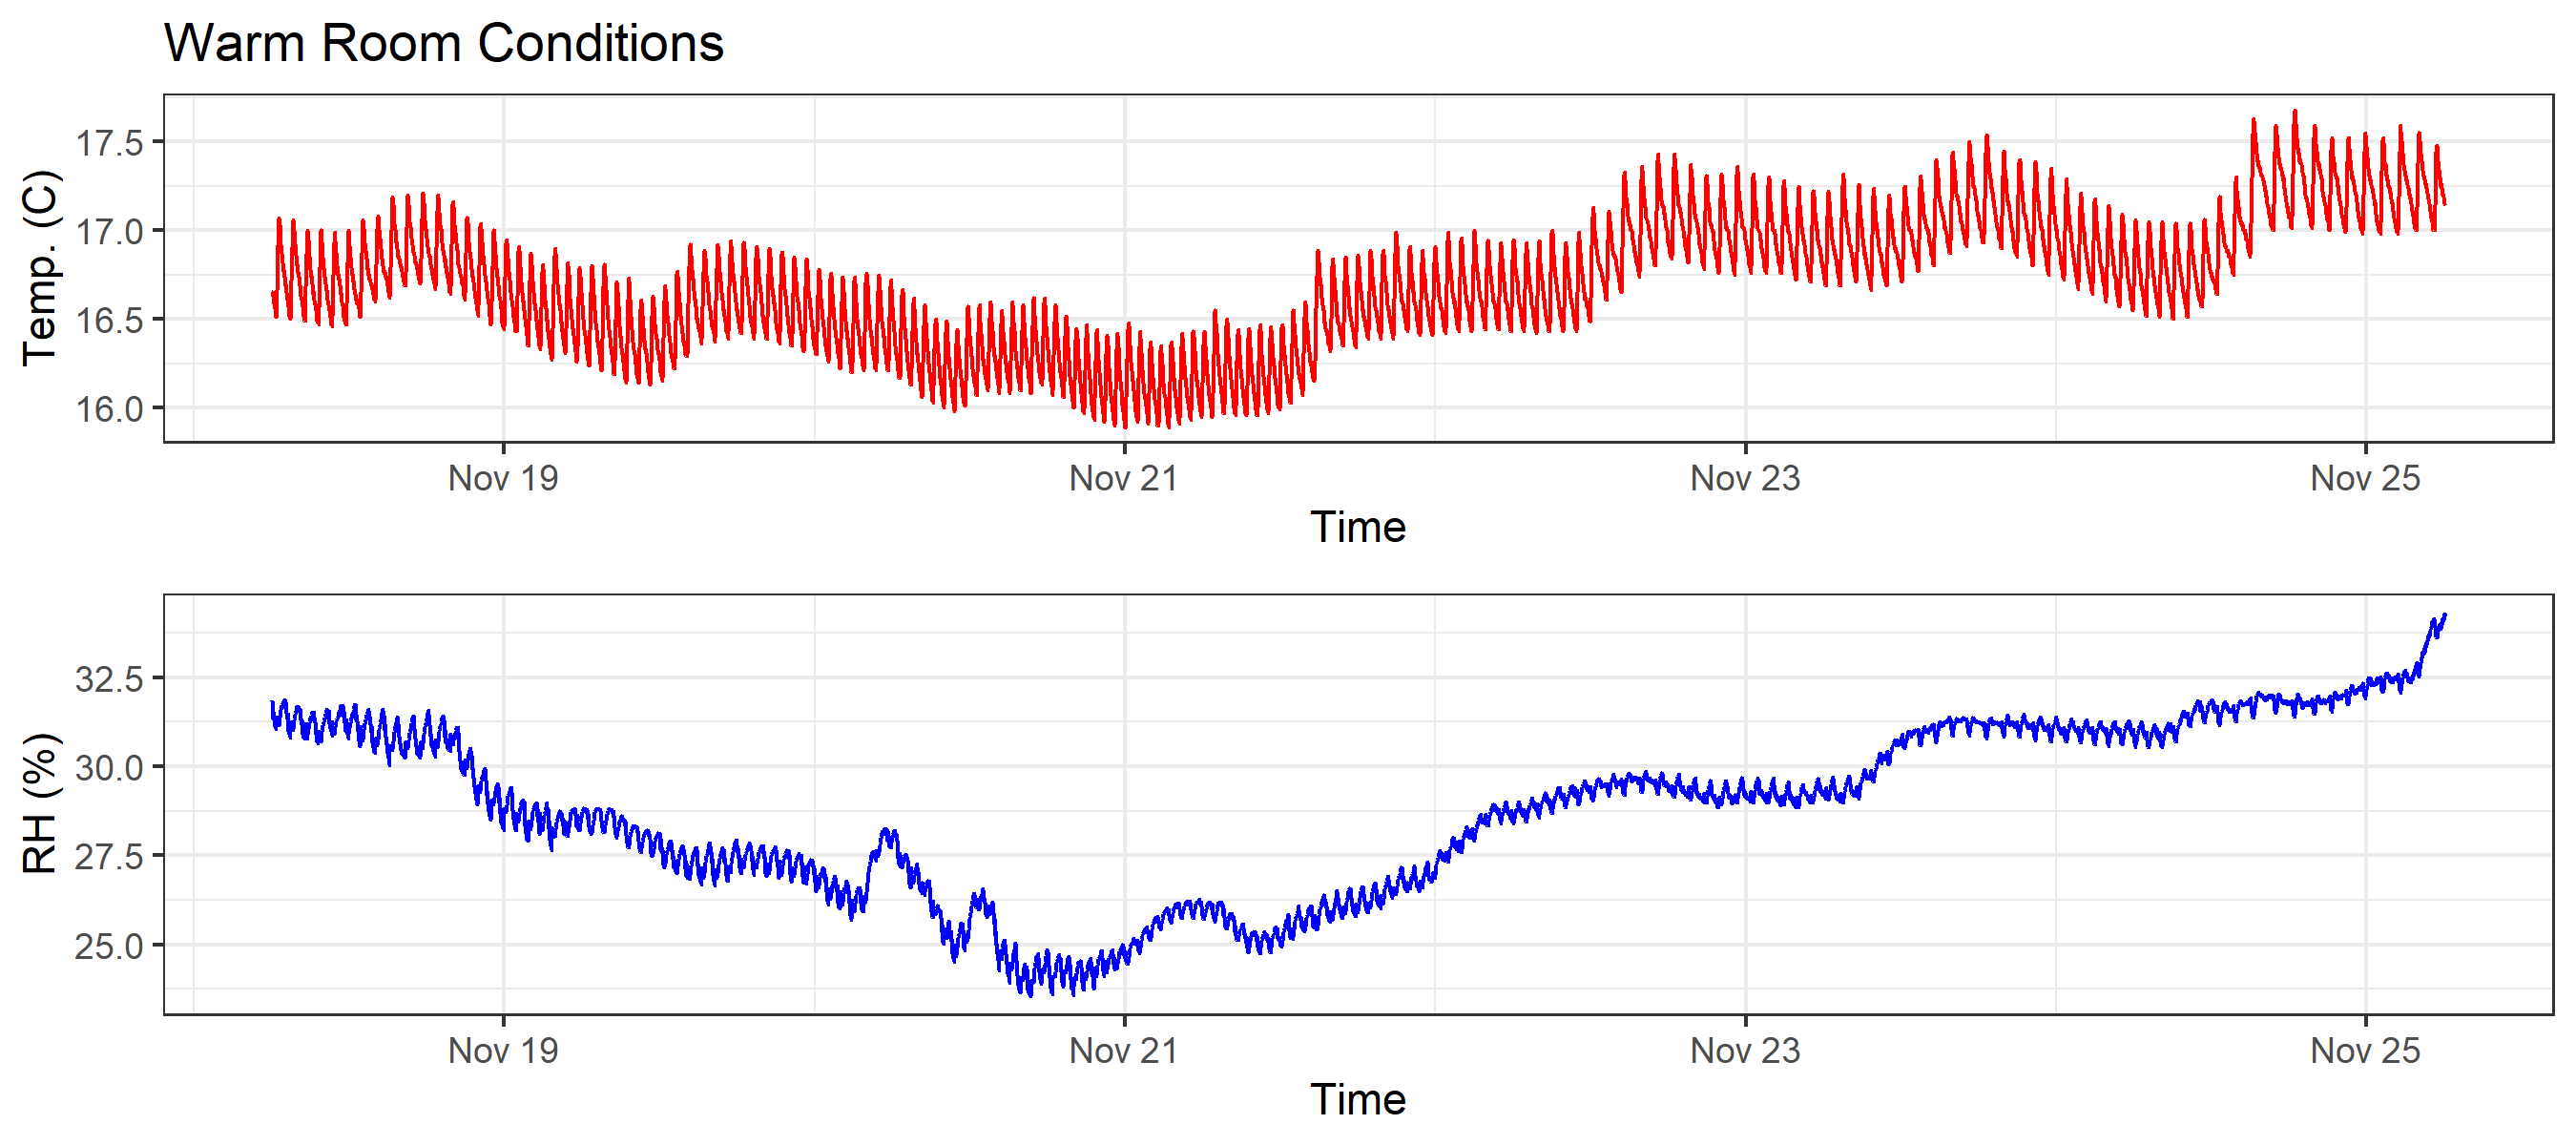 Warm Room Conditions
Temp. (C)
17.5
17.0
16.5
16.0
Nov 19 Nov 21 Nov 23 Nov 25
Time
RH (%)
32.5
30.0
27.5
25.0
Nov 19 Nov 21 Nov 23 Nov 25
Time